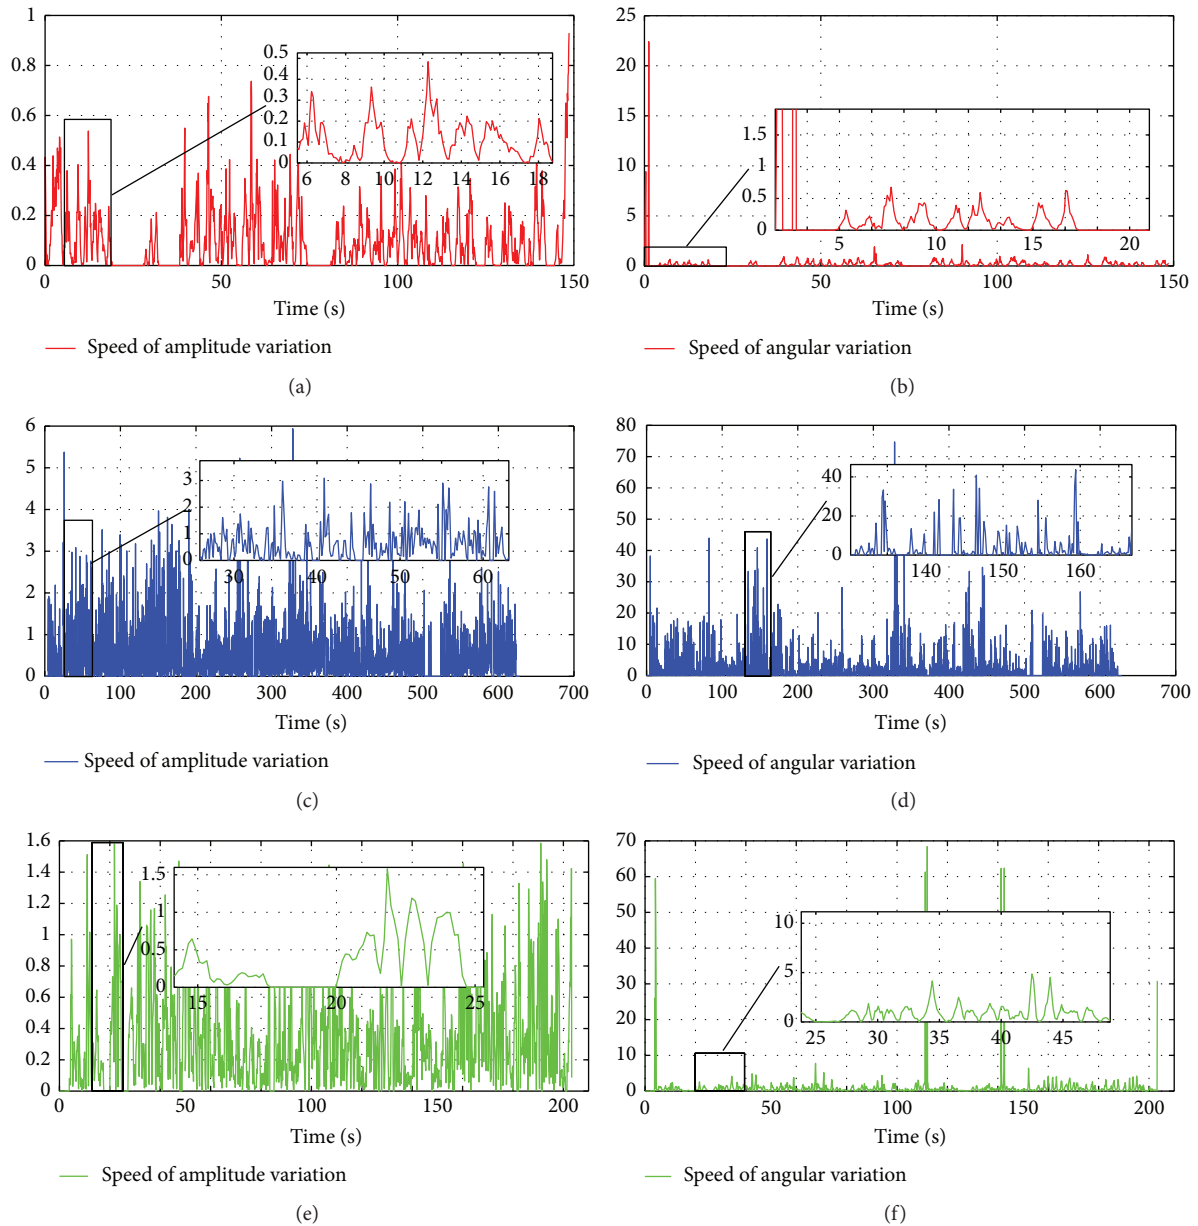 1
0.8
0.6
0.4
0.2
0
0.5
0.4
0.3
0.2
0.1
0
6 8 10 12 14 16 18
0 50 100 150
Time (s)
Speed of amplitude variation
(a)
25
20
15
10
5
0
1.5
1
0.5
0
5 10 15 20
0 50 100 150
Time (s)
Speed of angular variation
(b)
6
5
4
3
2
1
0
3
2
1
0
30 40 50 60
0 100 200 300 400 500 600 700
Time (s)
Speed of amplitude variation
(c)
80
70
60
50
40
30
20
10
0
40
20
0
140 150 160
0 100 200 300 400 500 600 700
Time (s)
Speed of angular variation
(d)
1.6
1.4
1.2
1
0.8
0.6
0.4
0.2
0
1.5
1
0.5
0
15 20 25
0 50 100 150 200
Time (s)
Speed of amplitude variation
(e)
70
60
50
40
30
20
10
0
10
5
0
25 30 35 40 45
0 50 100 150 200
Time (s)
Speed of angular variation
(f)